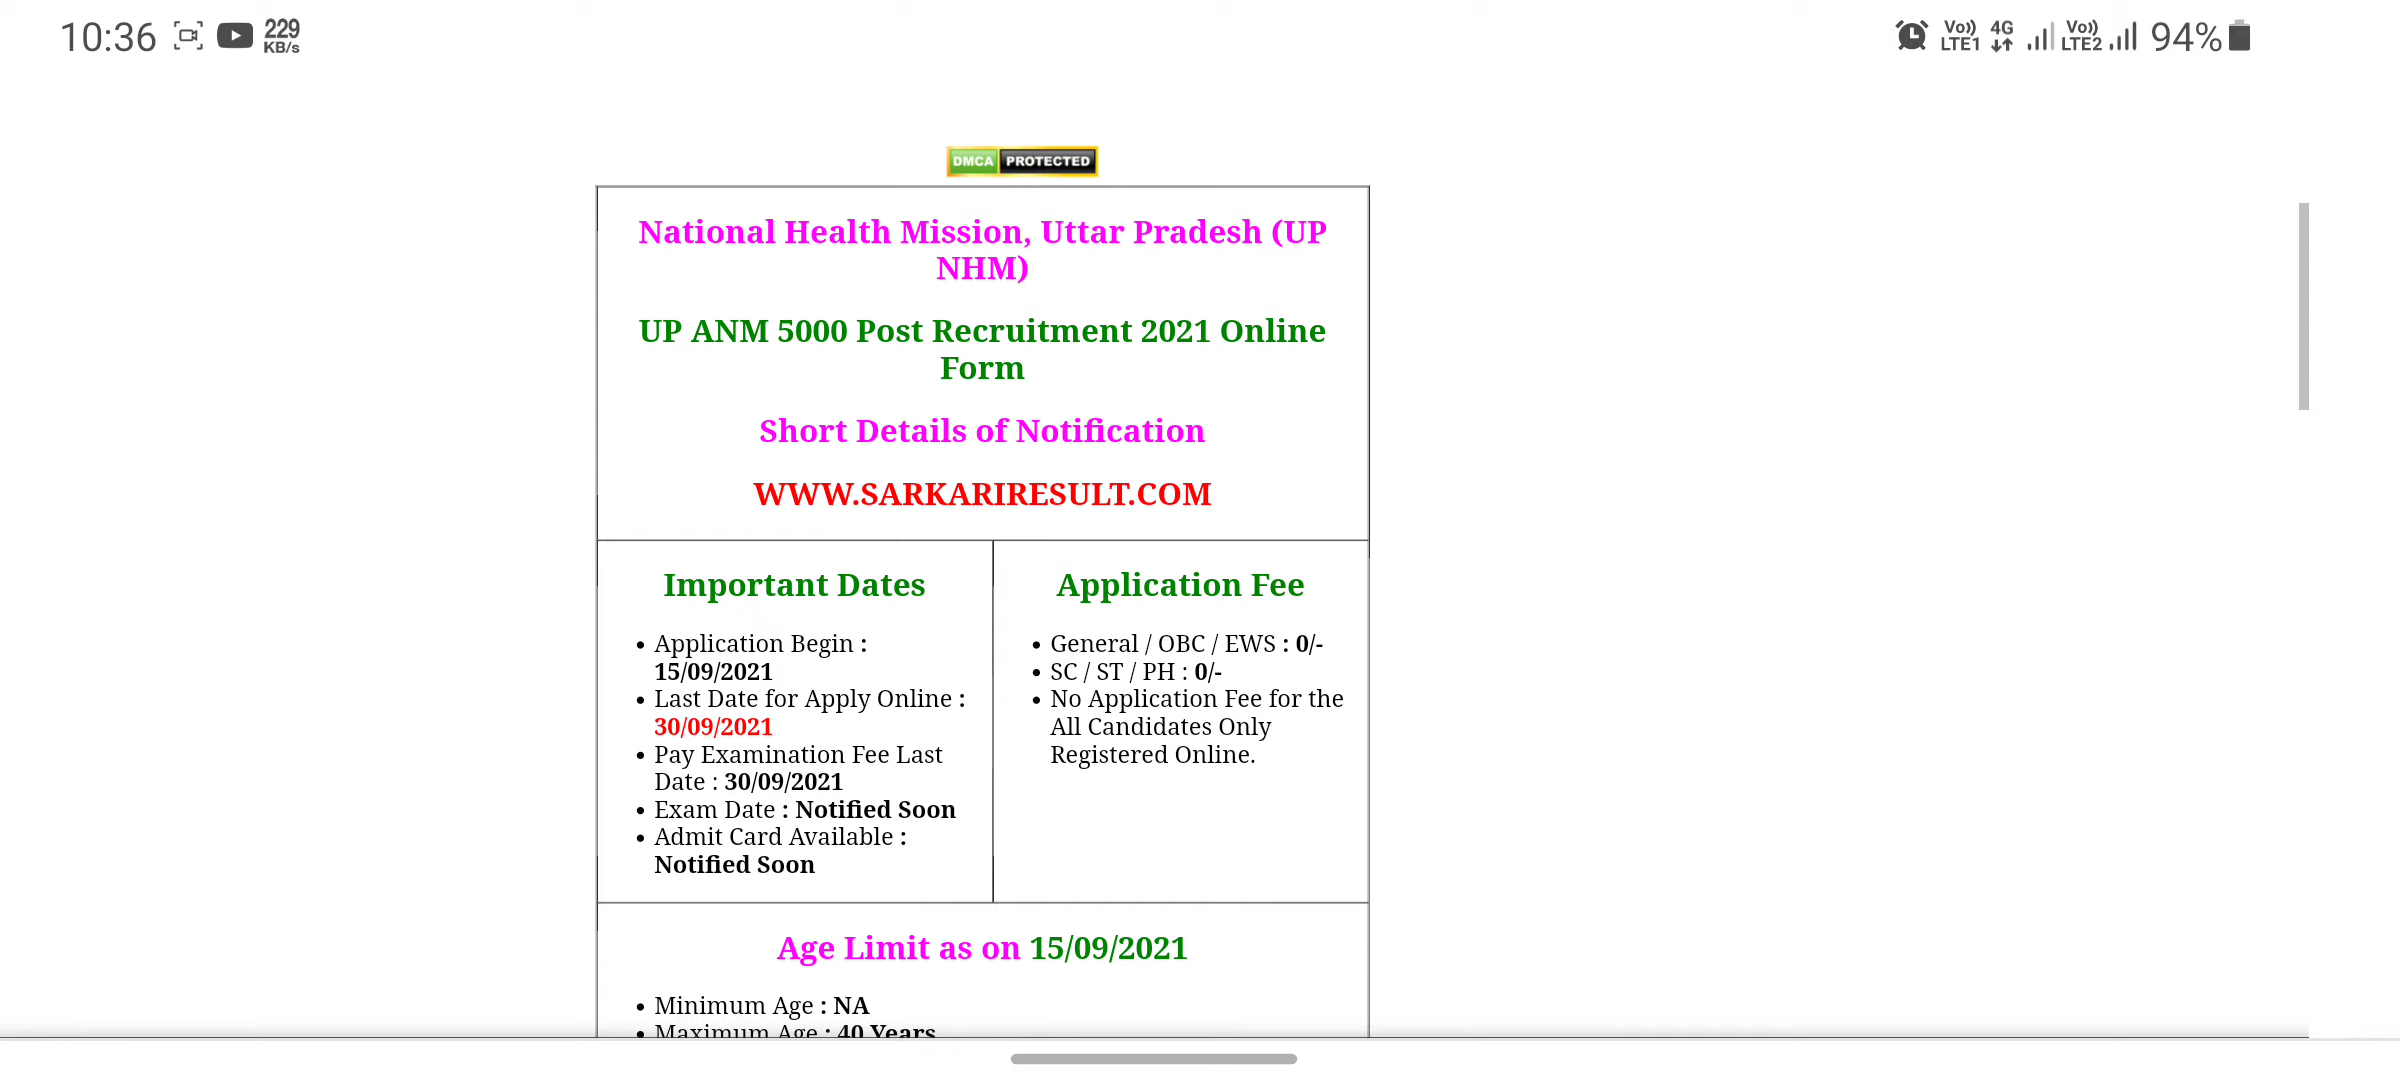 10:36 229 KB/s Vo)) LTE1 4G Vo)) LTE2 94%
DMCA PROTECTED
National Health Mission, Uttar Pradesh (UP
NHM)
UP ANM 5000 Post Recruitment 2021 Online
Form
Short Details of Notification
WWW.SARKARIRESULT.COM
Important Dates
Application Begin :
15/09/2021
Last Date for Apply Online :
30/09/2021
Pay Examination Fee Last
Date : 30/09/2021
Exam Date : Notified Soon
Admit Card Available :
Notified Soon
Application Fee
General / OBC / EWS : 0/-
SC / ST / PH : 0/-
No Application Fee for the
All Candidates Only
Registered Online.
Age Limit as on 15/09/2021
Minimum Age : NA
Maximum Age : 40 Years